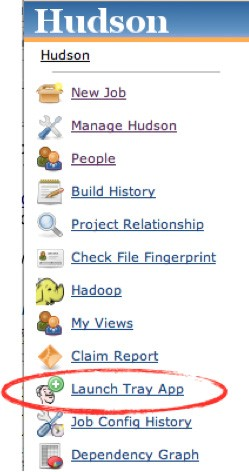 Hudson
Hudson
New Job
Manage Hudson
People
Build History
Project Relationship
Check File Fingerprint
Hadoop
My Views
Claim Report
Launch Tray App
Job Config History
Dependency Graph